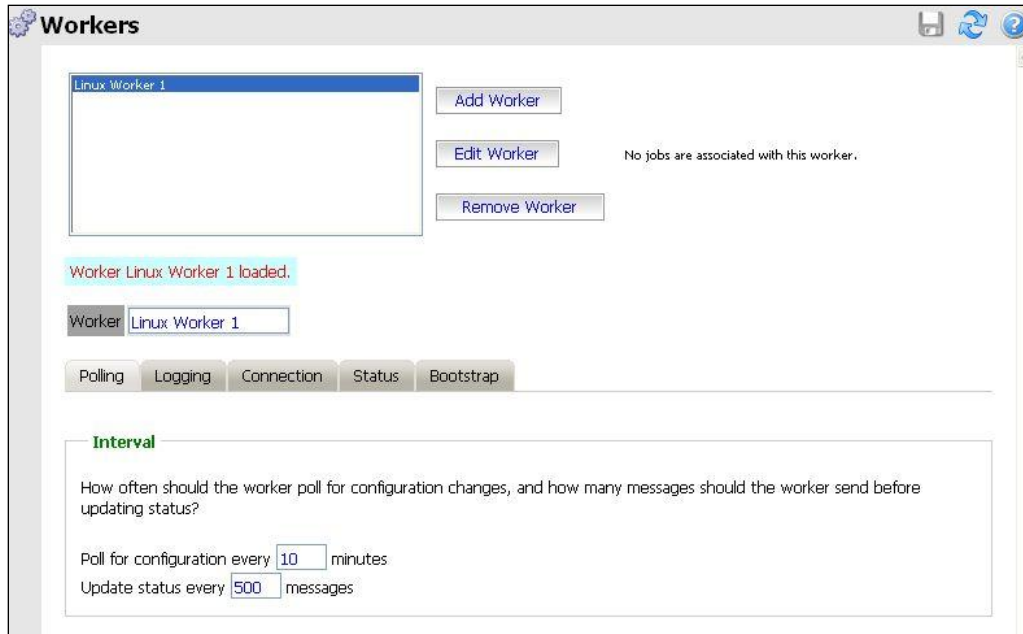 Workers
Linux Worker 1
Add Worker
Edit Worker
No jobs are associated with this worker.
Remove Worker
Worker Linux Worker 1 loaded.
Worker Linux Worker 1
Polling Logging Connection Status Bootstrap
Interval
How often should the worker poll for configuration changes, and how many messages should the worker send before
updating status?
Poll for configuration every 10 minutes
Update status every 500 messages